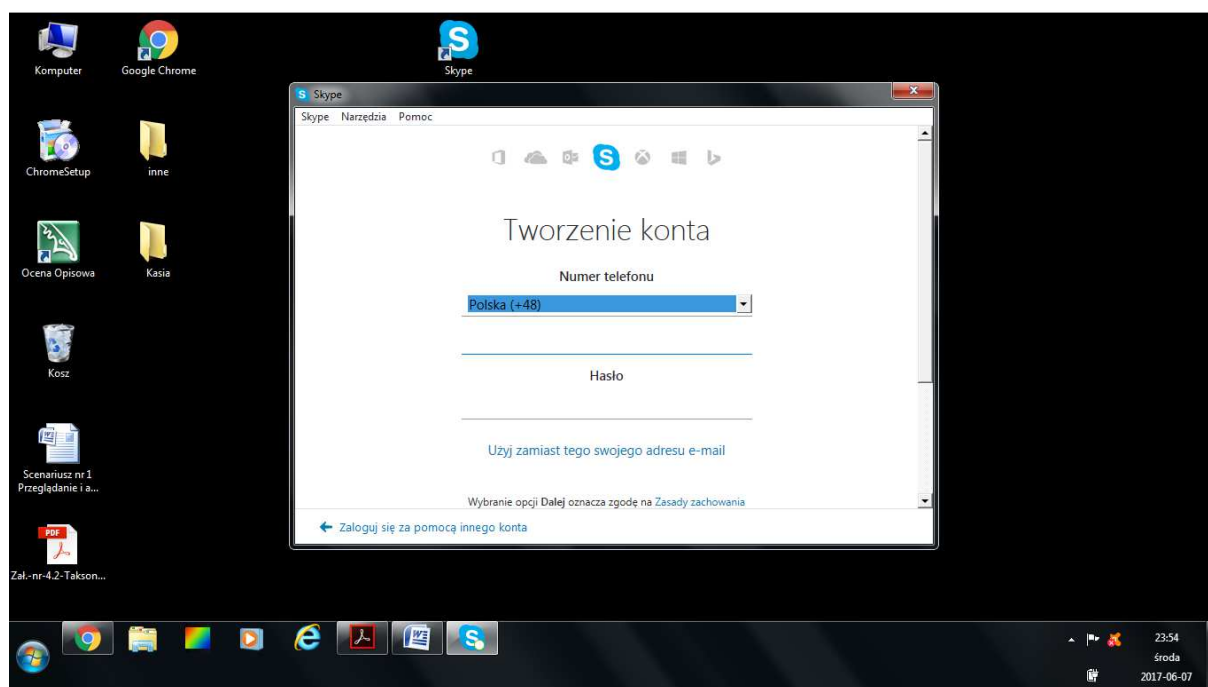 Komputer
Google Chrome
Skype
ChromeSetup
inne
Ocena Opisowa
Kasia
Kosz
Scenariusz nr 1
Przeglądanie i a...
PDF
Zał.-nr-4.2-Takson...
Skype
Skype Narzędzia Pomoc
Tworzenie konta
Numer telefonu
Polska (+48)
Hasło
Użyj zamiast tego swojego adresu e-mail
Wybranie opcji Dalej oznacza zgodę na Zasady zachowania
Zaloguj się za pomocą innego konta
23:54
środa
2017-06-07